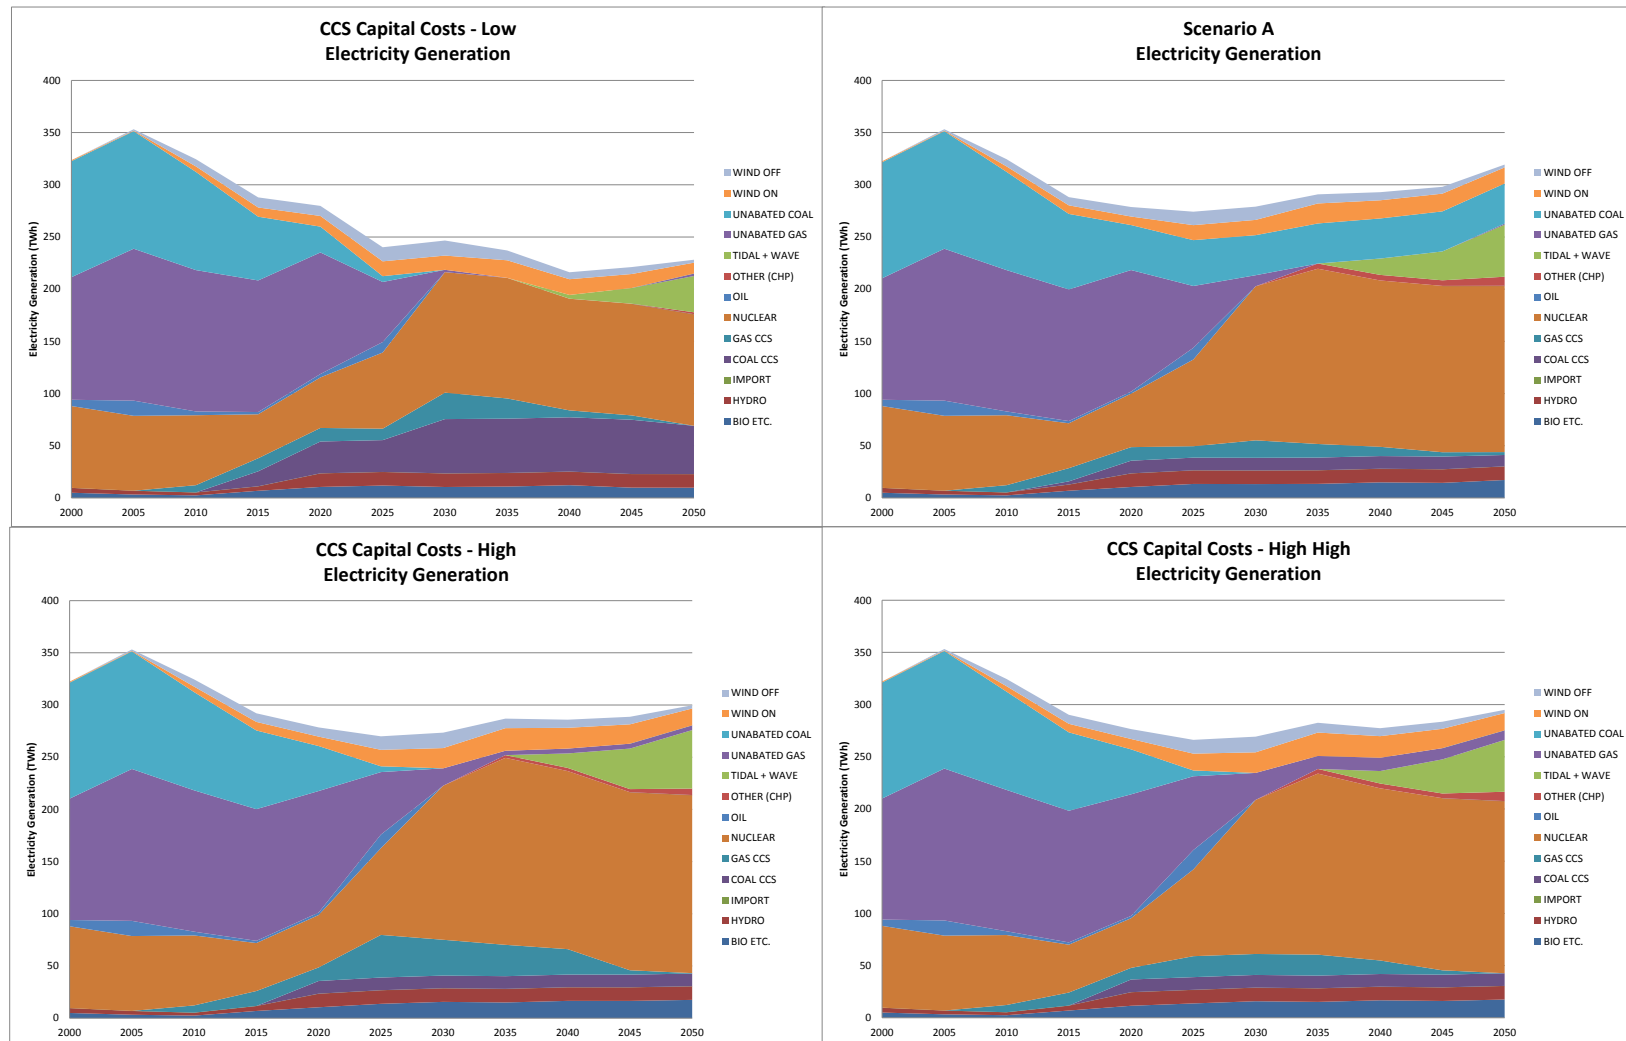 CCS Capital Costs - Low
Electricity Generation
Electricity Generation (TWh)
400
350
300
250
200
150
100
50
0
2000 2005 2010 2015 2020 2025 2030 2035 2040 2045 2050
WIND OFF
WIND ON
UNABATED COAL
UNABATED GAS
TIDAL + WAVE
OTHER (CHP)
OIL
NUCLEAR
GAS CCS
COAL CCS
IMPORT
HYDRO
BIO ETC.
Scenario A
Electricity Generation
Electricity Generation (TWh)
400
350
300
250
200
150
100
50
0
2000 2005 2010 2015 2020 2025 2030 2035 2040 2045 2050
WIND OFF
WIND ON
UNABATED COAL
UNABATED GAS
TIDAL + WAVE
OTHER (CHP)
OIL
NUCLEAR
GAS CCS
COAL CCS
IMPORT
HYDRO
BIO ETC.
CCS Capital Costs - High
Electricity Generation
Electricity Generation (TWh)
400
350
300
250
200
150
100
50
0
2000 2005 2010 2015 2020 2025 2030 2035 2040 2045 2050
WIND OFF
WIND ON
UNABATED COAL
UNABATED GAS
TIDAL + WAVE
OTHER (CHP)
OIL
NUCLEAR
GAS CCS
COAL CCS
IMPORT
HYDRO
BIO ETC.
CCS Capital Costs - High High
Electricity Generation
Electricity Generation (TWh)
400
350
300
250
200
150
100
50
0
2000 2005 2010 2015 2020 2025 2030 2035 2040 2045 2050
WIND OFF
WIND ON
UNABATED COAL
UNABATED GAS
TIDAL + WAVE
OTHER (CHP)
OIL
NUCLEAR
GAS CCS
COAL CCS
IMPORT
HYDRO
BIO ETC.